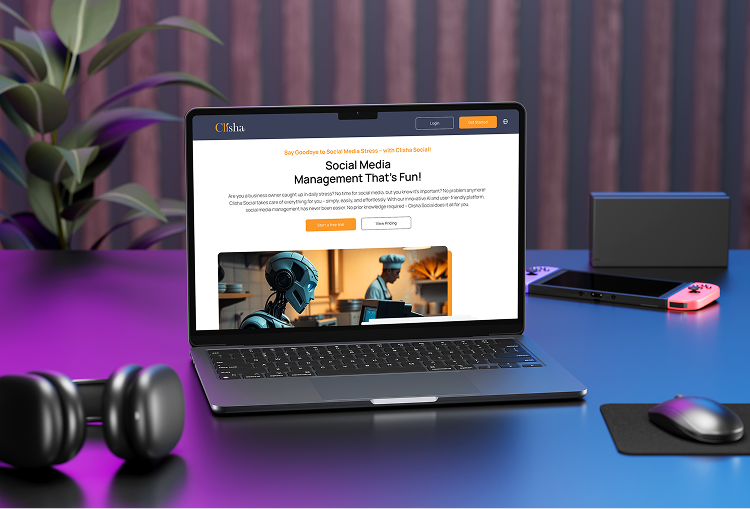 Clisha
Login
Get Started
Say Goodbye to Social Media Stress – with Clisha Social!
Social Media
Management That's Fun!
Are you a business owner caught up in daily stress? No time for social media, but you know it's important? No problem anymore!
Clisha Social takes care of everything for you – simply, easily, and effortlessly. With our innovative AI and user-friendly platform,
social media management has never been easier. No prior knowledge required – Clisha Social does it all for you.
Start a free trial
View Pricing